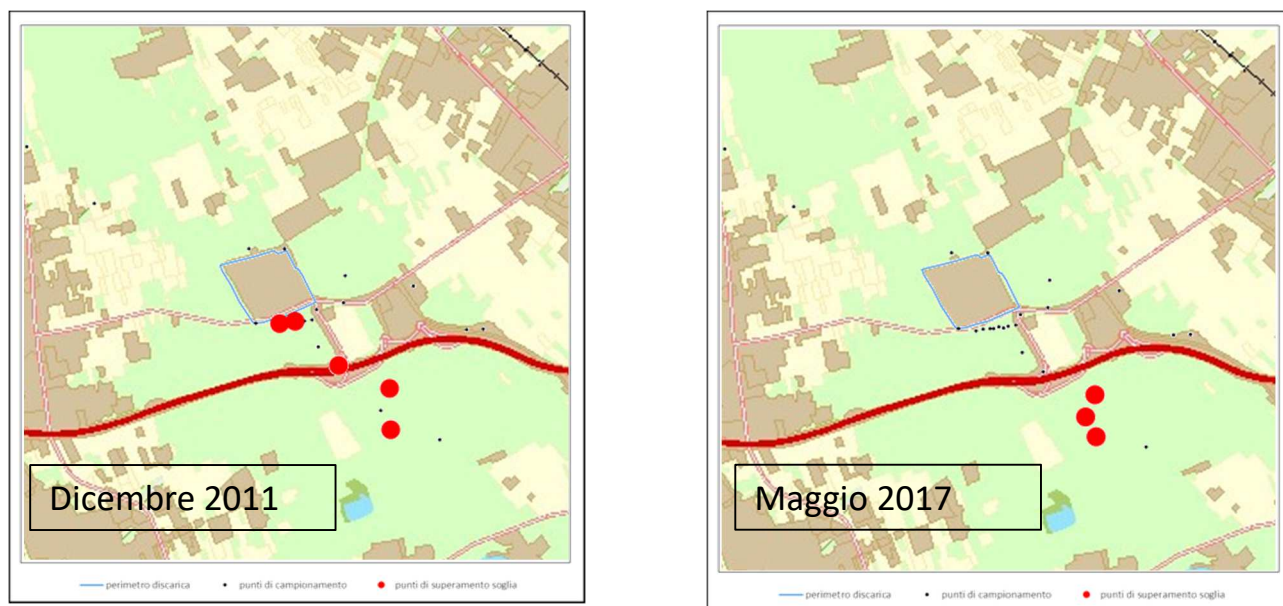 Dicembre 2011
perimetro discarica punti di campionamento punti di superamento soglia
Maggio 2017
perimetro discarica punti di campionamento punti di superamento soglia